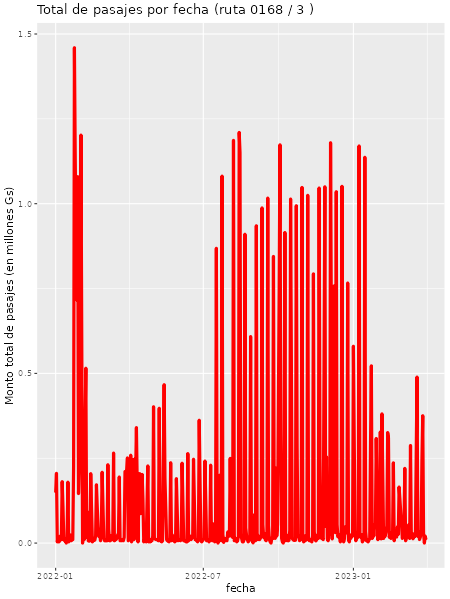 Total de pasajes por fecha (ruta 0168 / 3 )
Monto total de pasajes (en millones Gs)
1.5
1.0
0.5
0.0
2022-01
2022-07
2023-01
fecha